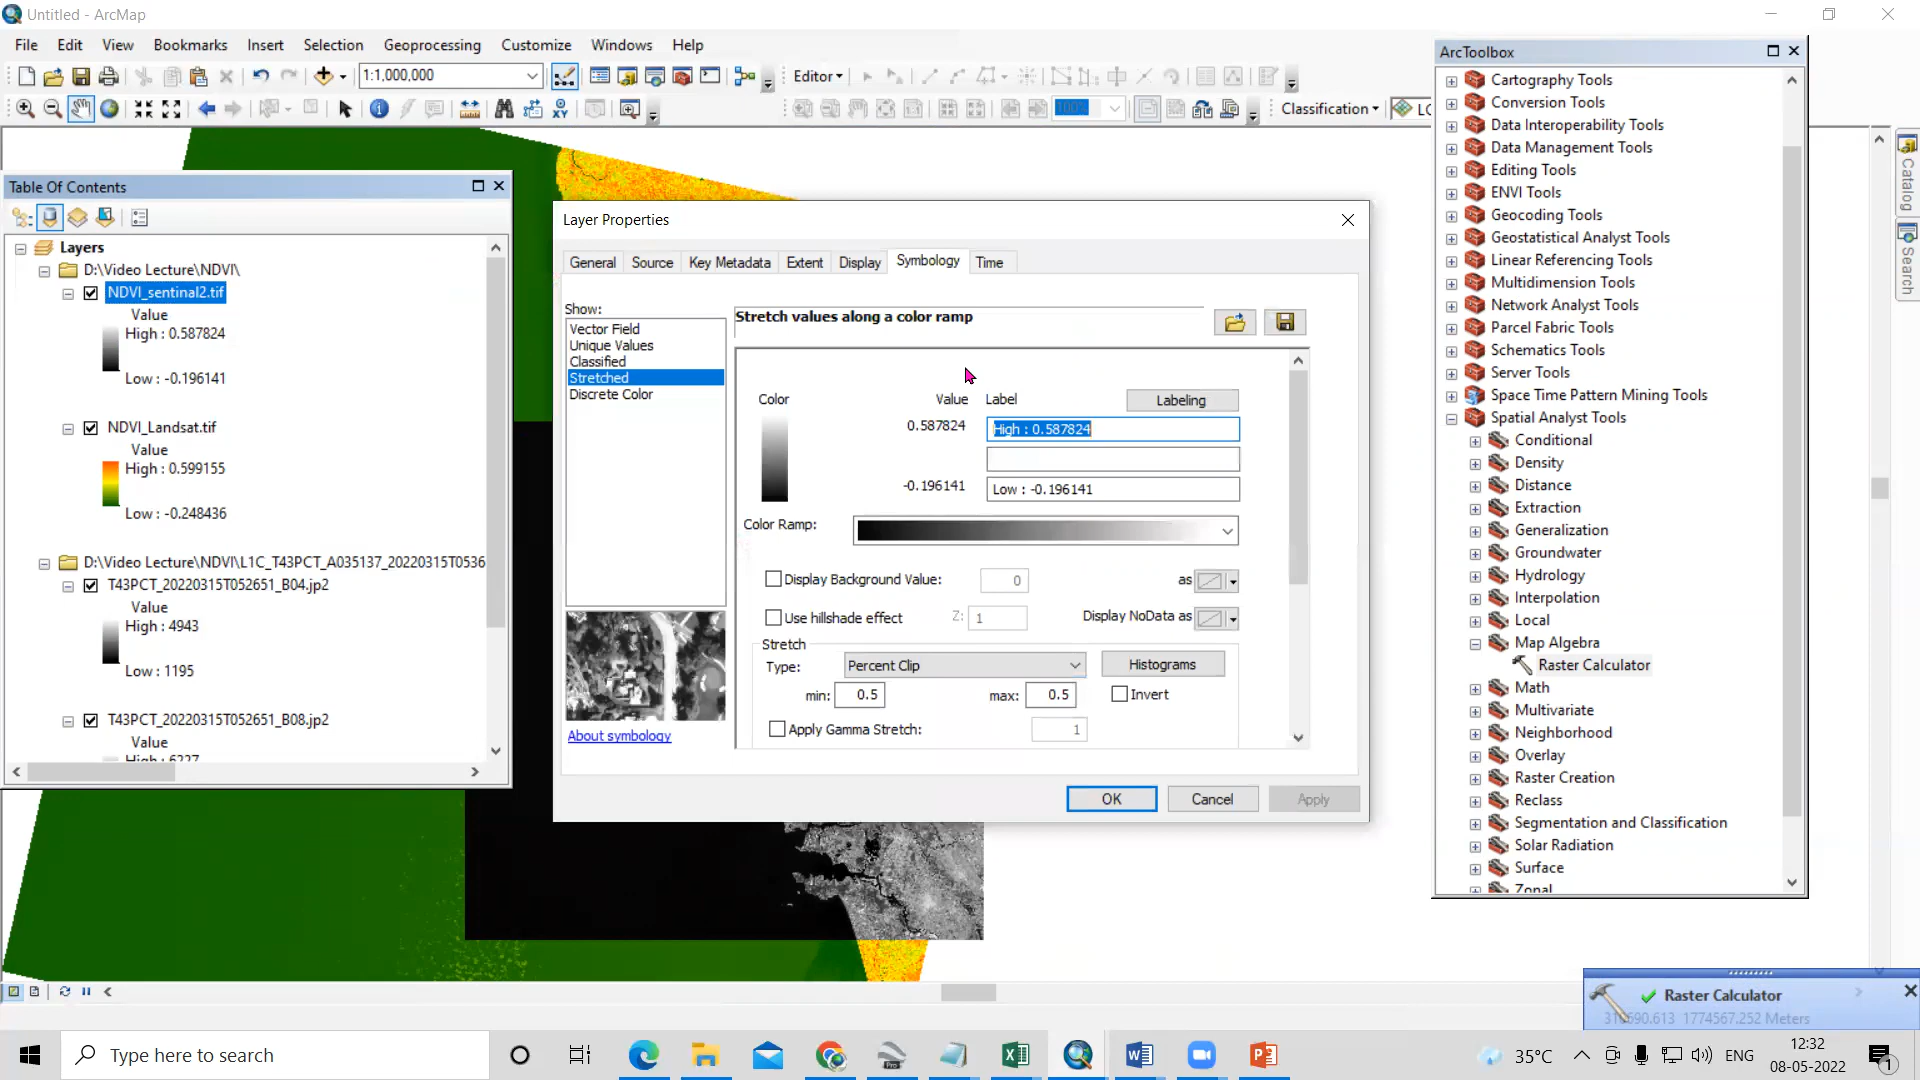 Untitled - ArcMap
File Edit View Bookmarks Insert Selection Geoprocessing Customize Windows Help
1:1,000,000
Editor
100%
Classification
Table Of Contents
Layers
D:\Video Lecture\NDVI\
NDVI_sentinal2.tif
Value
High : 0.587824
Low : -0.196141
NDVI_Landsat.tif
Value
High : 0.599155
Low : -0.248436
D:\Video Lecture\NDVI\L1C_T43PCT_A035137_20220315T0536
T43PCT_20220315T052651_B04.jp2
Value
High : 4943
Low : 1195
T43PCT_20220315T052651_B08.jp2
Value
High : 6227
Layer Properties
General Source Key Metadata Extent Display Symbology Time
Show:
Vector Field
Unique Values
Classified
Stretched
Discrete Color
About symbology
Stretch values along a color ramp
Color Value Label Labeling
0.587824 High : 0.587824
-0.196141 Low : -0.196141
Color Ramp:
Display Background Value: 0 as
Use hillshade effect Z: 1 Display NoData as
Stretch
Type: Percent Clip Histograms
min: 0.5 max: 0.5 Invert
Apply Gamma Stretch: 1
OK Cancel Apply
ArcToolbox
Cartography Tools
Conversion Tools
Data Interoperability Tools
Data Management Tools
Editing Tools
ENVI Tools
Geocoding Tools
Geostatistical Analyst Tools
Linear Referencing Tools
Multidimension Tools
Network Analyst Tools
Parcel Fabric Tools
Schematics Tools
Server Tools
Space Time Pattern Mining Tools
Spatial Analyst Tools
Conditional
Density
Distance
Extraction
Generalization
Groundwater
Hydrology
Interpolation
Local
Map Algebra
Raster Calculator
Math
Multivariate
Neighborhood
Overlay
Raster Creation
Reclass
Segmentation and Classification
Solar Radiation
Surface
Zonal
Catalog
Search
Raster Calculator
1774567.252 Meters
Type here to search
Pro
35°C
ENG
12:32
08-05-2022
1